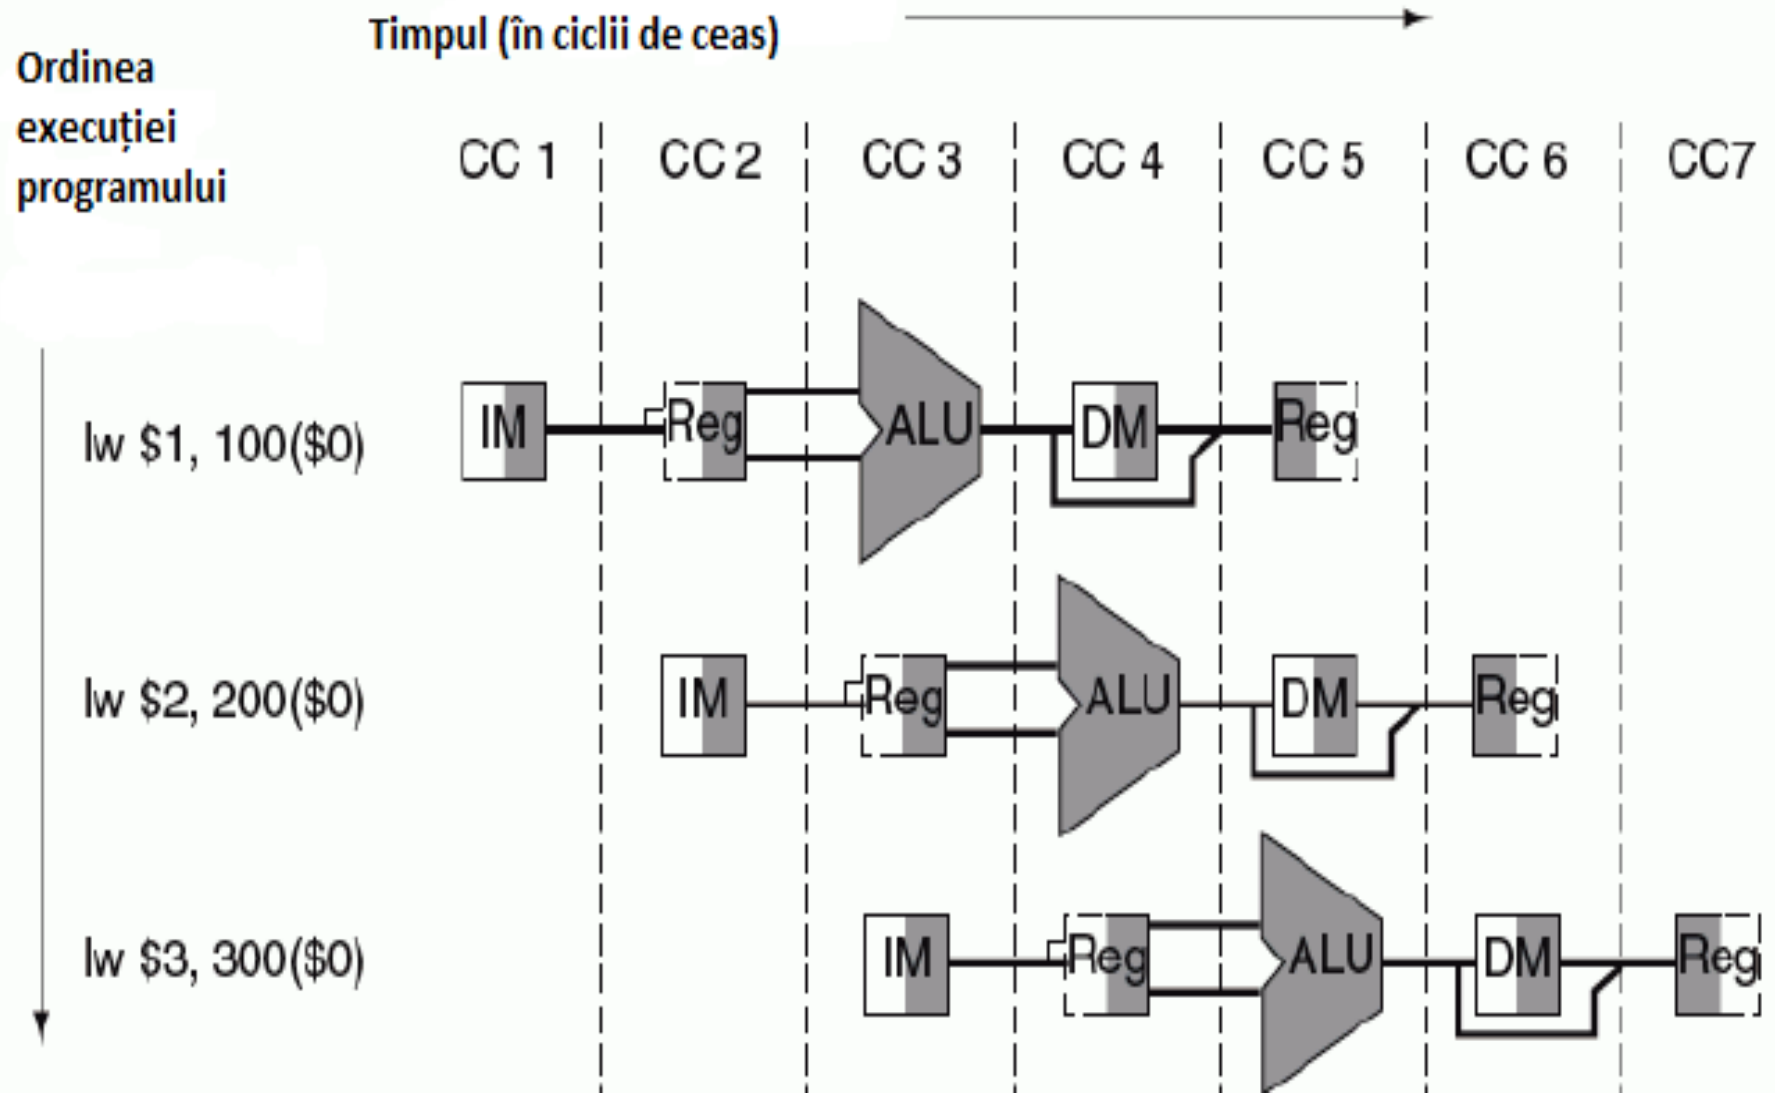 Timpul (în ciclii de ceas)
Ordinea
execuției
programului
CC 1 CC 2 CC 3 CC 4 CC 5 CC 6 CC7
lw $1, 100($0) IM Reg ALU DM Reg
lw $2, 200($0) IM Reg ALU DM Reg
lw $3, 300($0) IM Reg ALU DM Reg